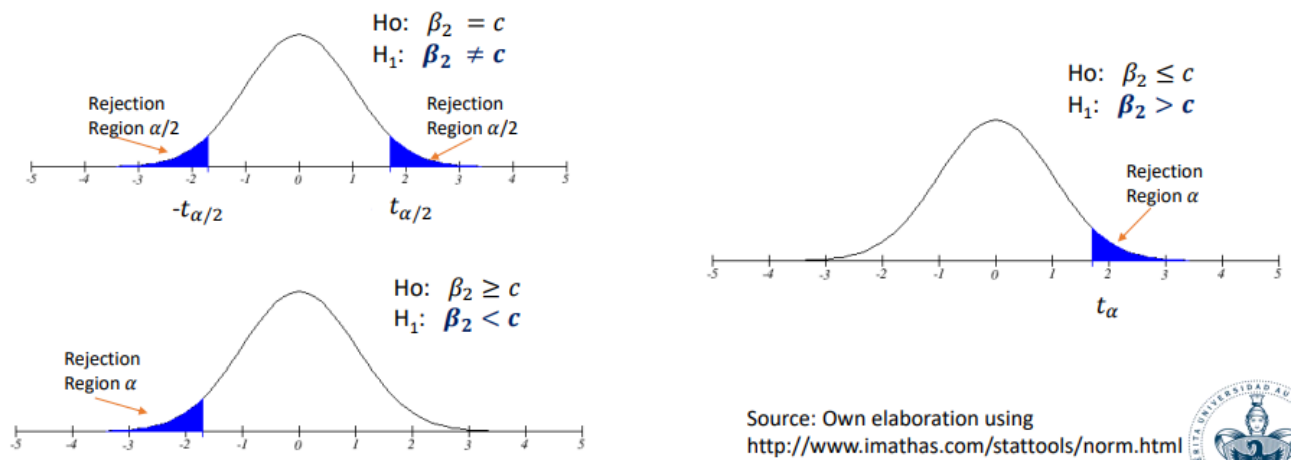 Ho: β₂ = c
H₁: β₂ ≠ c
Rejection
Region α/2
Rejection
Region α/2
-5 -4 -3 -2 -1 0 1 2 3 4 5
-t_{α/2} t_{α/2}
Ho: β₂ ≥ c
H₁: β₂ < c
Rejection
Region α
-5 -4 -3 -2 -1 0 1 2 3 4 5
Ho: β₂ ≤ c
H₁: β₂ > c
Rejection
Region α
-5 -4 -3 -2 -1 0 1 2 3 4 5
t_α
Source: Own elaboration using
http://www.imathas.com/stattools/norm.html
UNIVERSIDAD AU